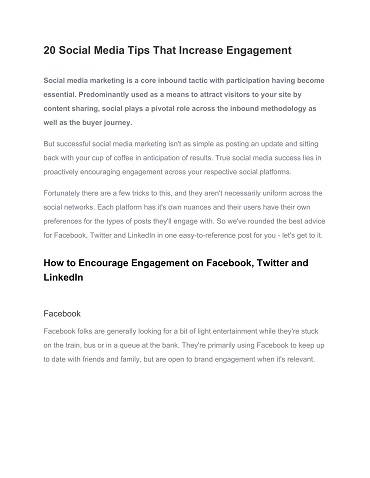 20 Social Media Tips That Increase Engagement
Social media marketing is a core inbound tactic with participation having become
essential. Predominantly used as a means to attract visitors to your site by
content sharing, social plays a pivotal role across the inbound methodology as
well as the buyer journey.
But successful social media marketing isn't as simple as posting an update and sitting
back with your cup of coffee in anticipation of results. True social media success lies in
proactively encouraging engagement across your respective social platforms.
Fortunately there are a few tricks to this, and they aren't necessarily uniform across the
social networks. Each platform has it's own nuances and their users have their own
preferences for the types of posts they'll engage with. So we've rounded the best advice
for Facebook, Twitter and LinkedIn in one easy-to-reference post for you - let's get to it.
How to Encourage Engagement on Facebook, Twitter and
LinkedIn
Facebook
Facebook folks are generally looking for a bit of light entertainment while they're stuck
on the train, bus or in a queue at the bank. They're primarily using Facebook to keep up
to date with friends and family, but are open to brand engagement when it's relevant.